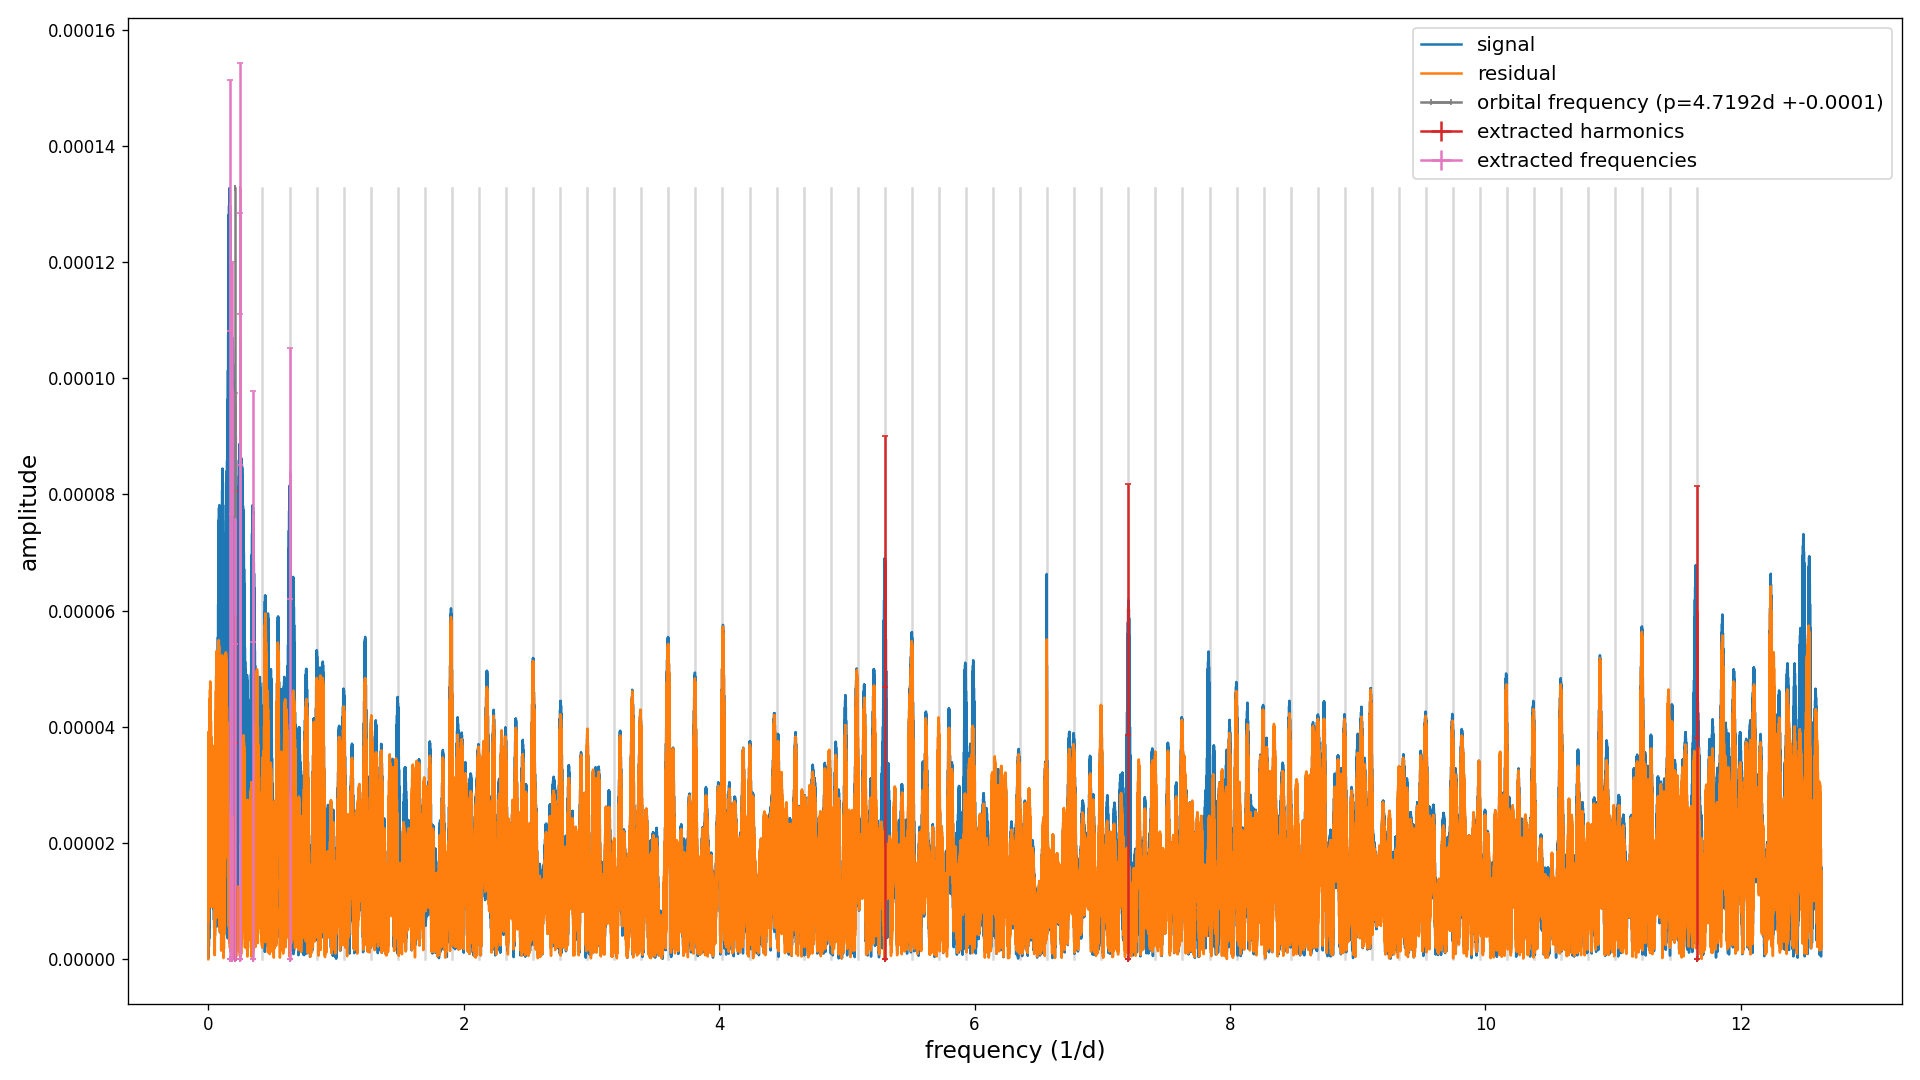 signal
residual
orbital frequency (p=4.7192d +-0.0001)
extracted harmonics
extracted frequencies
0.00016
0.00014
0.00012
0.00010
0.00008
0.00006
0.00004
0.00002
0.00000
amplitude
0 2 4 6 8 10 12
frequency (1/d)